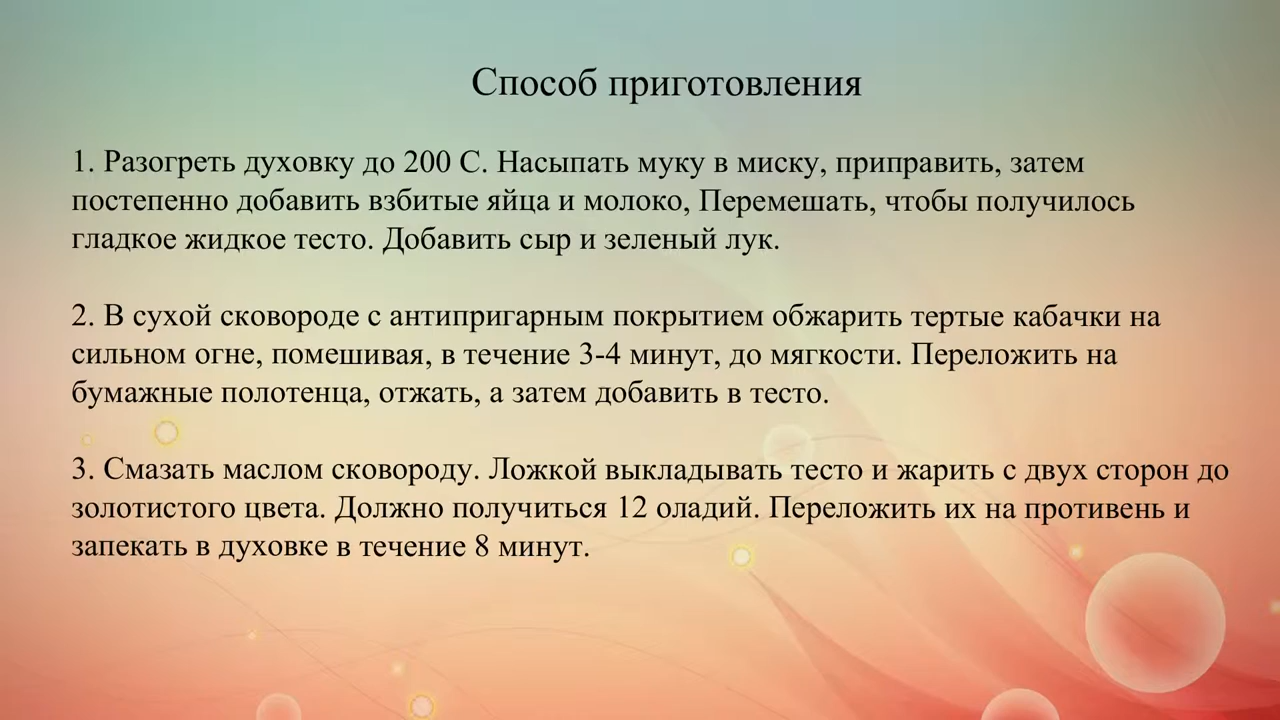 Способ приготовления
1. Разогреть духовку до 200 С. Насыпать муку в миску, приправить, затем
постепенно добавить взбитые яйца и молоко, Перемешать, чтобы получилось
гладкое жидкое тесто. Добавить сыр и зеленый лук.
2. В сухой сковороде с антипригарным покрытием обжарить тертые кабачки на
сильном огне, помешивая, в течение 3-4 минут, до мягкости. Переложить на
бумажные полотенца, отжать, а затем добавить в тесто.
3. Смазать маслом сковороду. Ложкой выкладывать тесто и жарить с двух сторон до
золотистого цвета. Должно получиться 12 оладий. Переложить их на противень и
запекать в духовке в течение 8 минут.